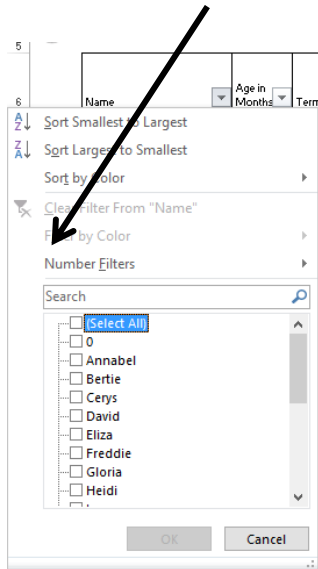 5
6 Name Age in Months Term
Sort Smallest to Largest
Sort Largest to Smallest
Sort by Color
Clear Filter From "Name"
Filter by Color
Number Filters
Search
(Select All)
0
Annabel
Bertie
Cerys
David
Eliza
Freddie
Gloria
Heidi
OK Cancel